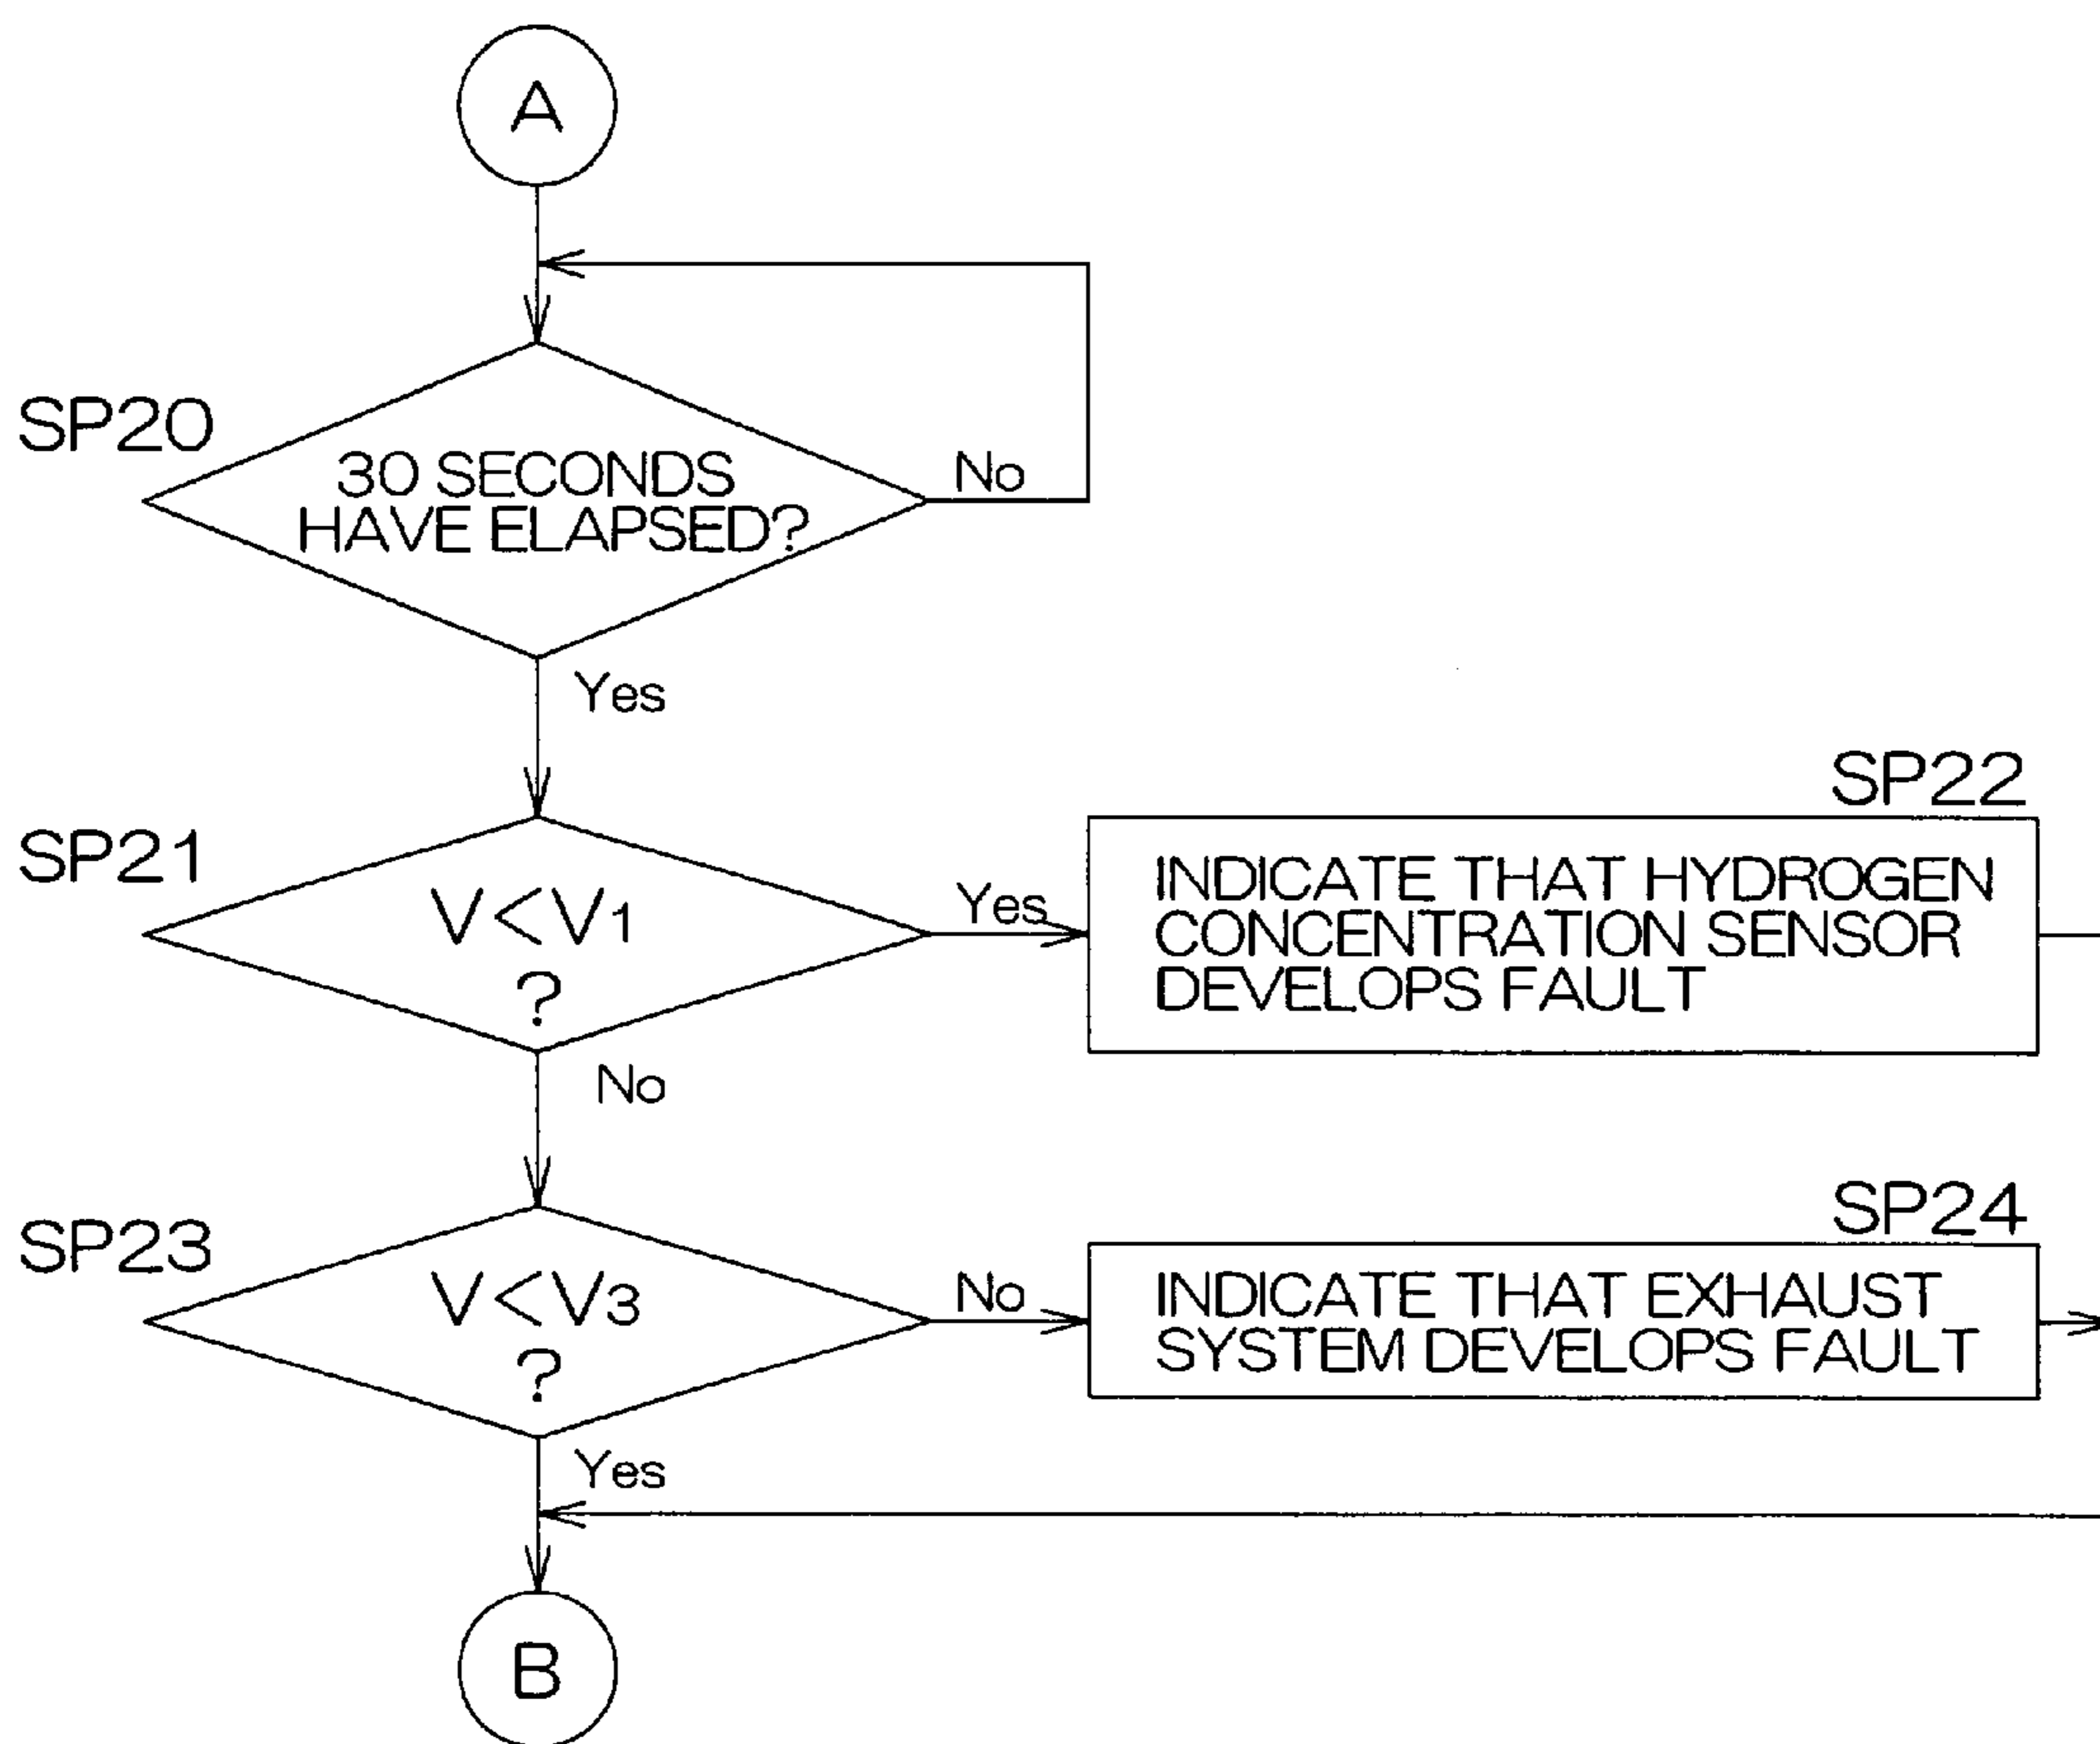 A
SP20
30 SECONDS
HAVE ELAPSED?
No
Yes
SP21
V<V1
?
Yes
SP22
INDICATE THAT HYDROGEN
CONCENTRATION SENSOR
DEVELOPS FAULT
No
SP23
V<V3
?
No
SP24
INDICATE THAT EXHAUST
SYSTEM DEVELOPS FAULT
Yes
B